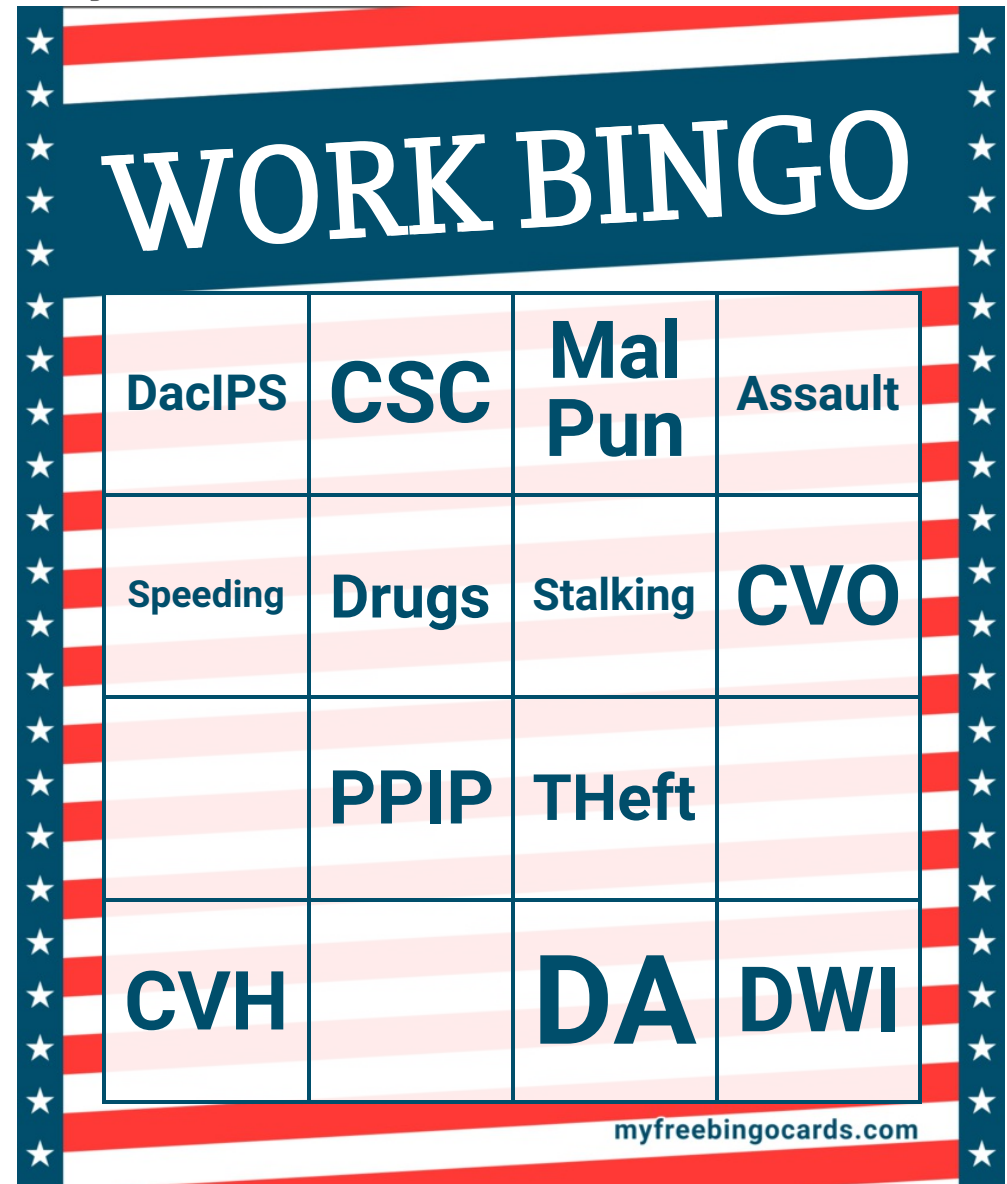 WORK BINGO
DacIPS
CSC
Mal
Pun
Assault
Speeding
Drugs
Stalking
CVO
PPIP
THeft
CVH
DA
DWI
myfreebingocards.com